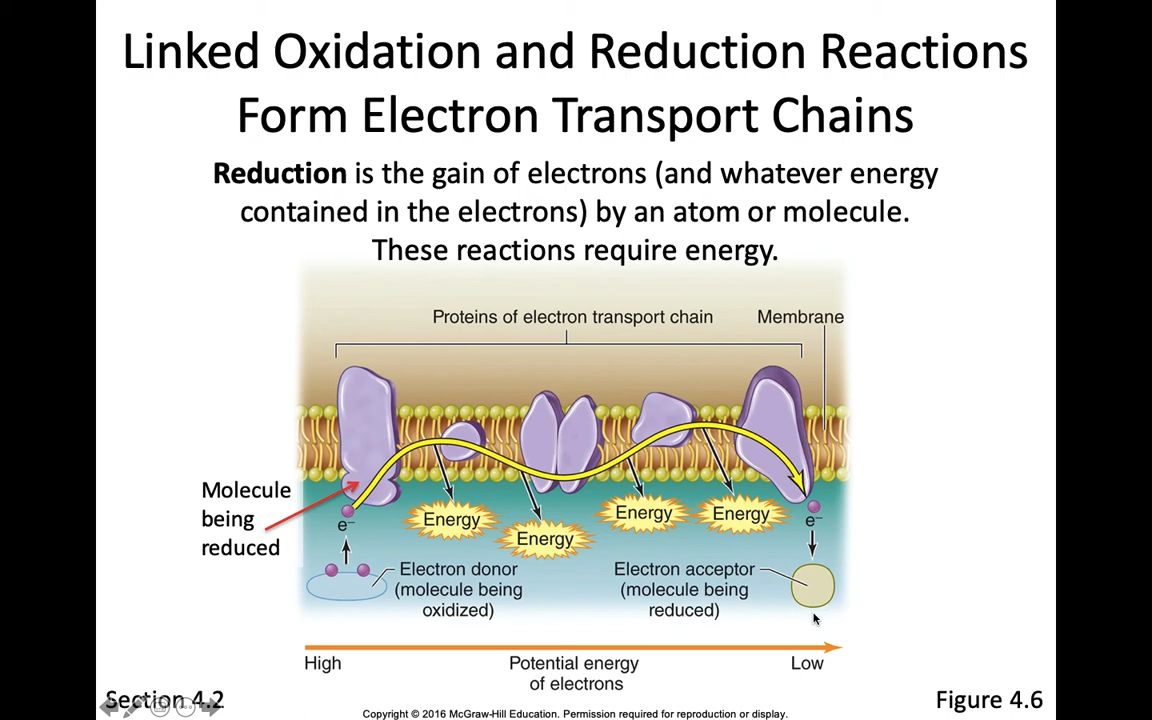 Linked Oxidation and Reduction Reactions
Form Electron Transport Chains
Reduction is the gain of electrons (and whatever energy
contained in the electrons) by an atom or molecule.
These reactions require energy.
Proteins of electron transport chain
Membrane
Molecule
being
reduced
e–
Energy
Energy
Energy
Energy
e–
Electron donor
(molecule being
oxidized)
Electron acceptor
(molecule being
reduced)
High
Potential energy
of electrons
Low
Section 4.2
Figure 4.6
Copyright © 2016 McGraw-Hill Education. Permission required for reproduction or display.